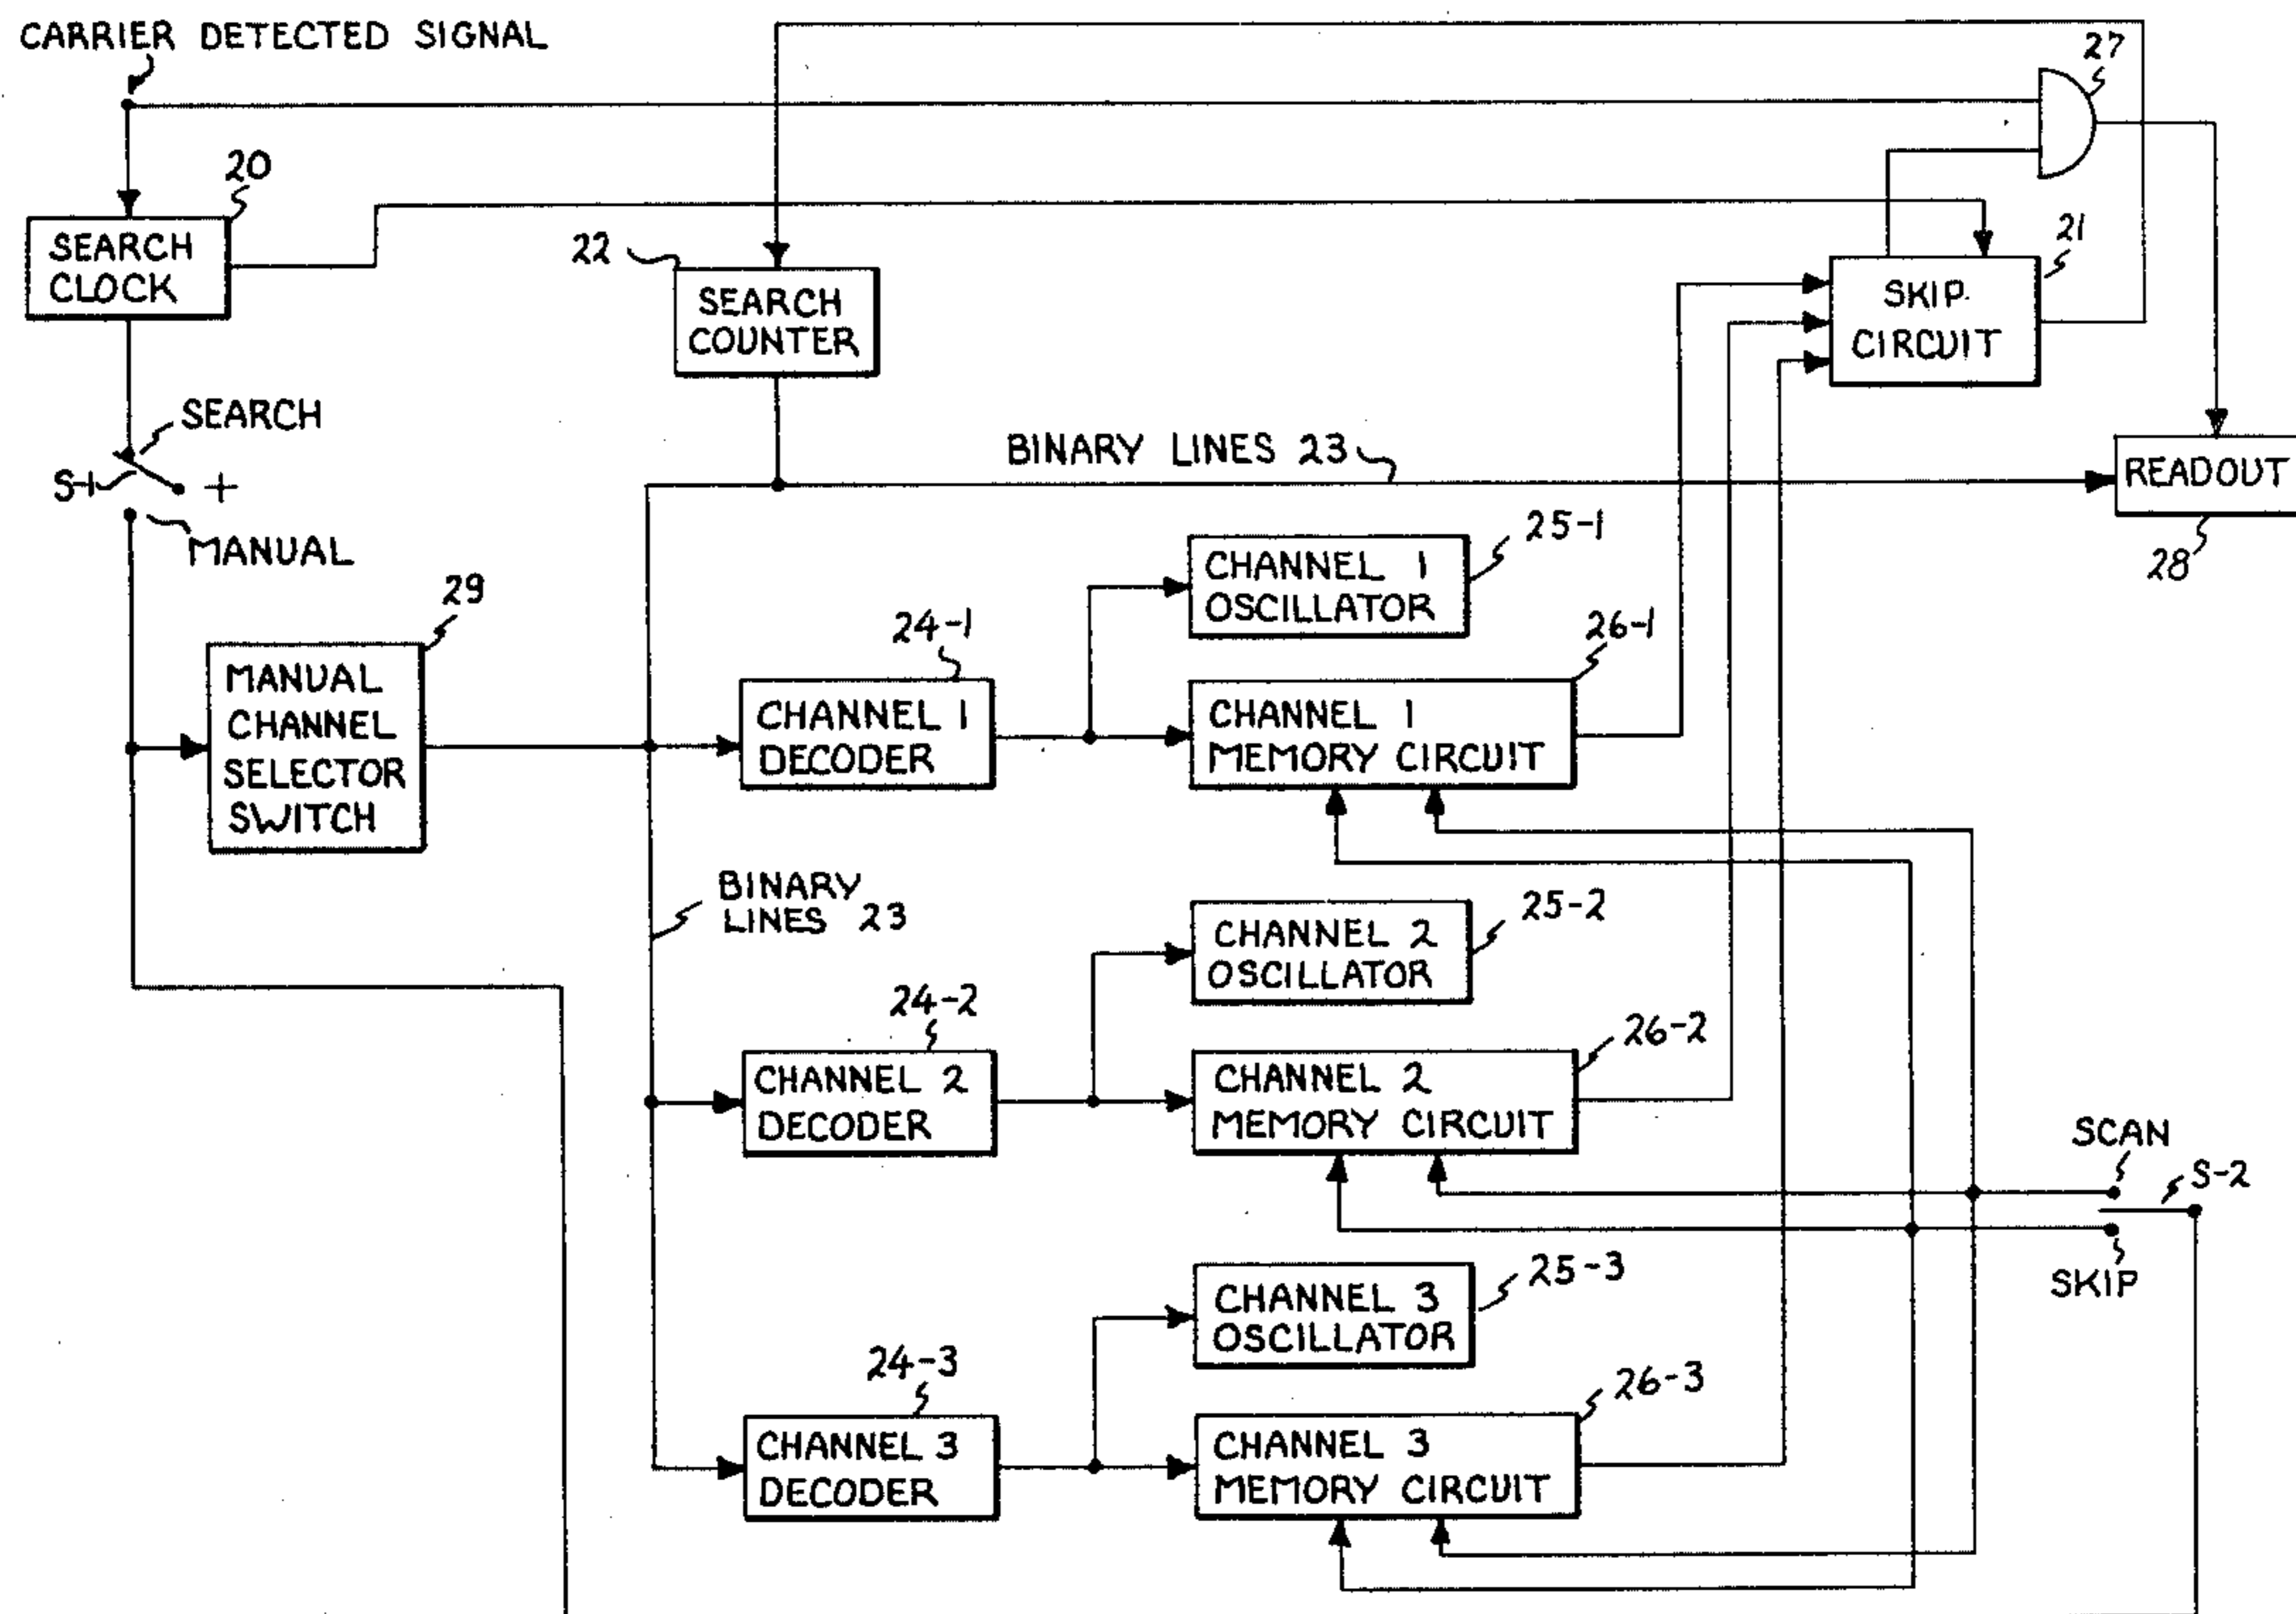 CARRIER DETECTED SIGNAL
27
20
SEARCH
CLOCK
22
SEARCH
COUNTER
21
SKIP
CIRCUIT
SEARCH
S-1
+
MANUAL
BINARY LINES 23
READOUT
28
29
MANUAL
CHANNEL
SELECTOR
SWITCH
25-1
CHANNEL 1
OSCILLATOR
24-1
CHANNEL 1
DECODER
26-1
CHANNEL 1
MEMORY CIRCUIT
BINARY
LINES 23
25-2
CHANNEL 2
OSCILLATOR
24-2
CHANNEL 2
DECODER
26-2
CHANNEL 2
MEMORY CIRCUIT
SCAN
S-2
SKIP
25-3
CHANNEL 3
OSCILLATOR
24-3
CHANNEL 3
DECODER
26-3
CHANNEL 3
MEMORY CIRCUIT